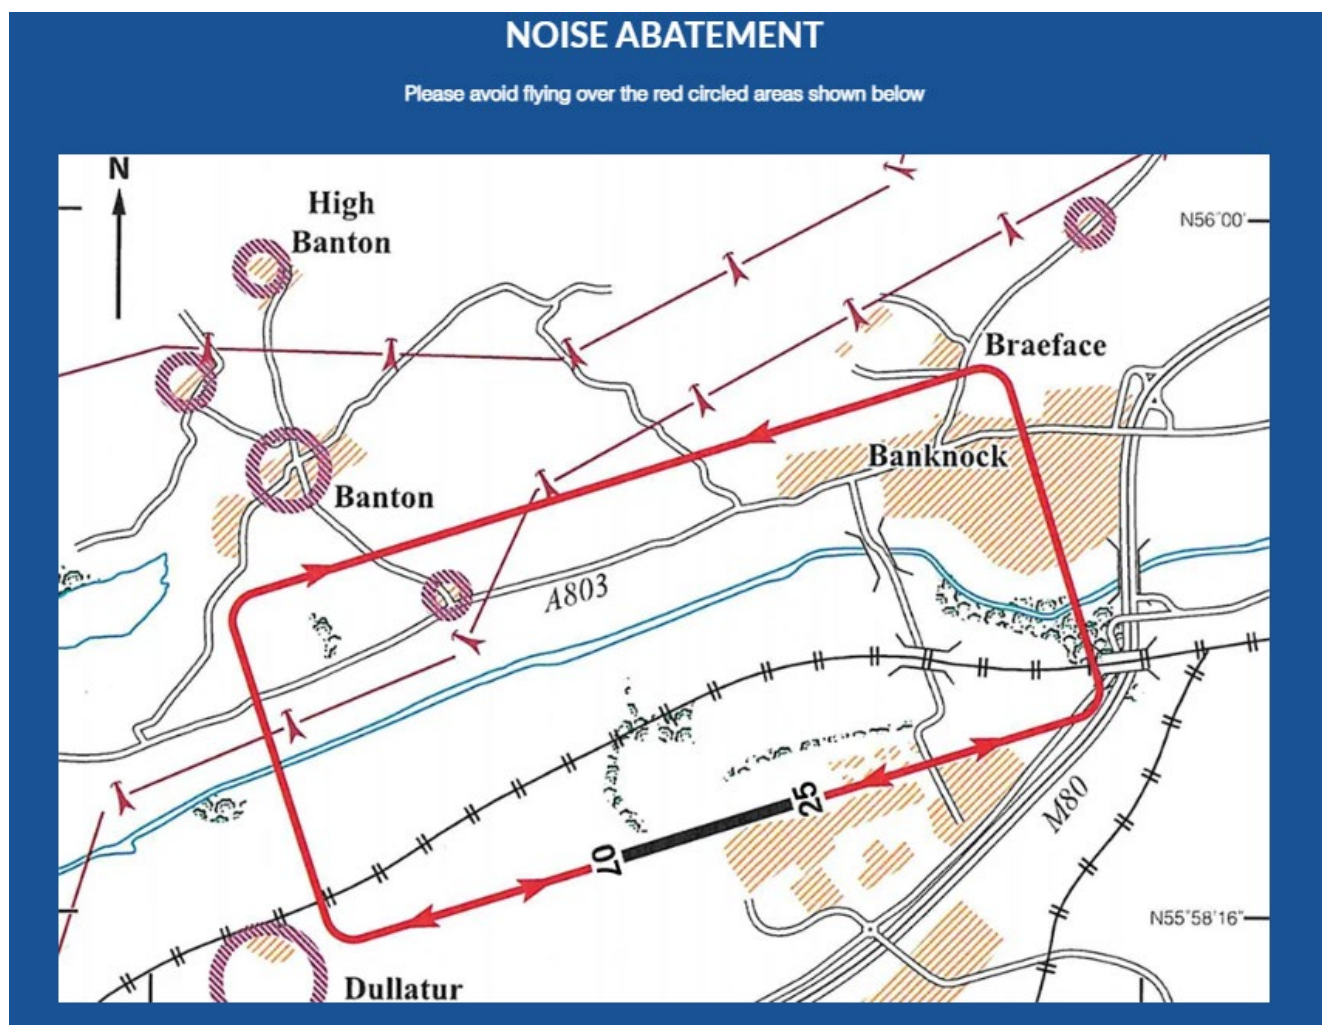 NOISE ABATEMENT
Please avoid flying over the red circled areas shown below
N
High
Banton
N56°00'
Braeface
Banknock
Banton
A803
M80
25
07
N55°58'16"
Dullatur